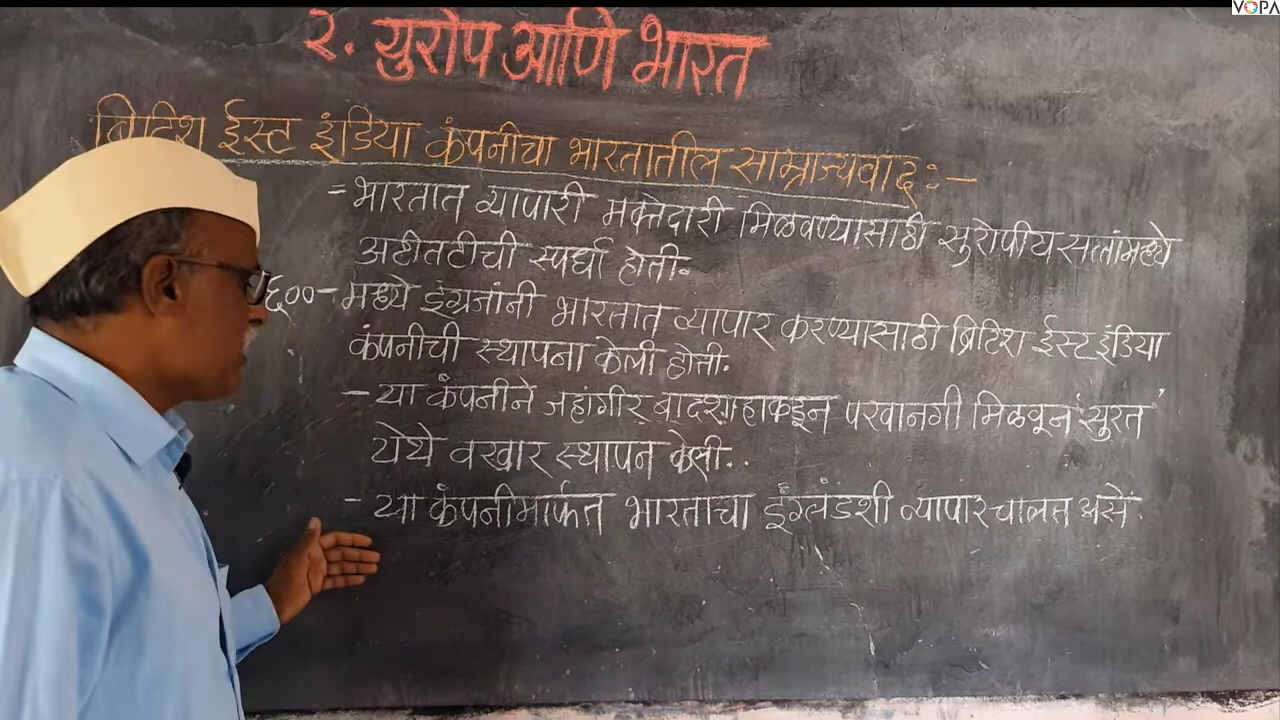 VOPA
२. युरोप आणि भारत
ब्रिटिश ईस्ट इंडिया कंपनीचा भारतातील साम्राज्यवाद :-
= भारतात व्यापारी मक्तेदारी मिळवण्यासाठी युरोपीय सत्तांमध्ये
अटीतटीची स्पर्धा होती.
६०० - मध्ये इंग्रजांनी भारतात व्यापार करण्यासाठी ब्रिटिश ईस्ट इंडिया
कंपनीची स्थापना केली होती.
- या कंपनीने जहांगीर बादशहाकडून परवानगी मिळवून 'सुरत'
येथे वखार स्थापन केली..
- या कंपनीमार्फत भारताचा इंग्लंडशी व्यापार चालत असे.